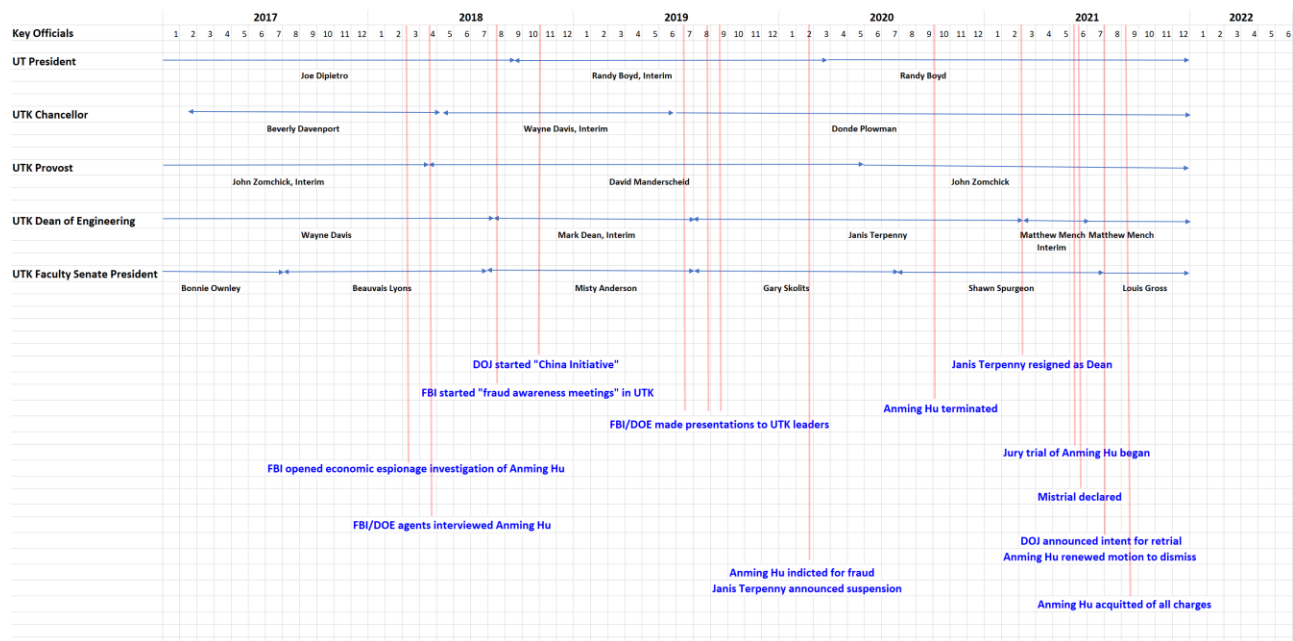 2017 2018 2019 2020 2021 2022
Key Officials 1 2 3 4 5 6 7 8 9 10 11 12 1 2 3 4 5 6 7 8 9 10 11 12 1 2 3 4 5 6 7 8 9 10 11 12 1 2 3 4 5 6 7 8 9 10 11 12 1 2 3 4 5 6 7 8 9 10 11 12 1 2 3 4 5 6
UT President
Joe Dipietro Randy Boyd, Interim Randy Boyd
UTK Chancellor
Beverly Davenport Wayne Davis, Interim Donde Plowman
UTK Provost
John Zomchick, Interim David Manderscheid John Zomchick
UTK Dean of Engineering
Wayne Davis Mark Dean, Interim Janis Terpenny Matthew Mench Matthew Mench
Interim
UTK Faculty Senate President
Bonnie Ownley Beauvais Lyons Misty Anderson Gary Skolits Shawn Spurgeon Louis Gross
DOJ started "China Initiative" Janis Terpenny resigned as Dean
FBI started "fraud awareness meetings" in UTK
Anming Hu terminated
FBI/DOE made presentations to UTK leaders
Jury trial of Anming Hu began
FBI opened economic espionage investigation of Anming Hu
Mistrial declared
FBI/DOE agents interviewed Anming Hu
DOJ announced intent for retrial
Anming Hu renewed motion to dismiss
Anming Hu indicted for fraud
Janis Terpenny announced suspension
Anming Hu acquitted of all charges